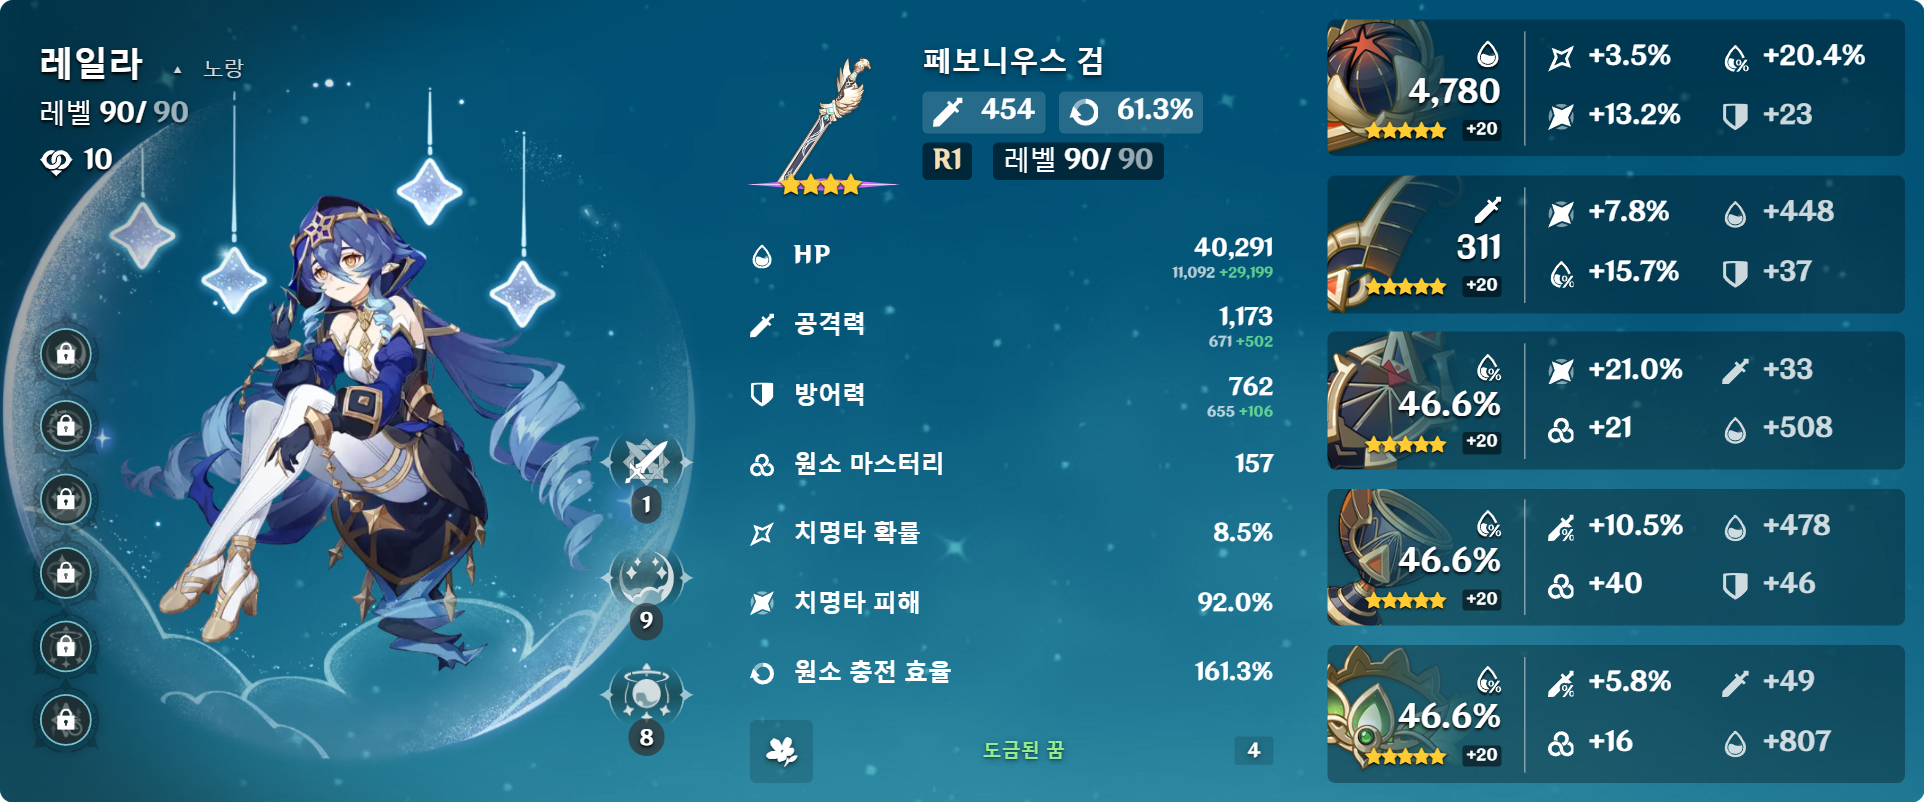 레일라 ▲ 노랑
레벨 90/ 90
10
1
9
8
페보니우스 검
454 61.3%
R1 레벨 90/ 90
HP 40,291
11,092 +29,199
공격력 1,173
671 +502
방어력 762
655 +106
원소 마스터리 157
치명타 확률 8.5%
치명타 피해 92.0%
원소 충전 효율 161.3%
도금된 꿈 4
4,780
+20
+3.5% +20.4%
+13.2% +23
311
+20
+7.8% +448
+15.7% +37
46.6%
+20
+21.0% +33
+21 +508
46.6%
+20
+10.5% +478
+40 +46
46.6%
+20
+5.8% +49
+16 +807